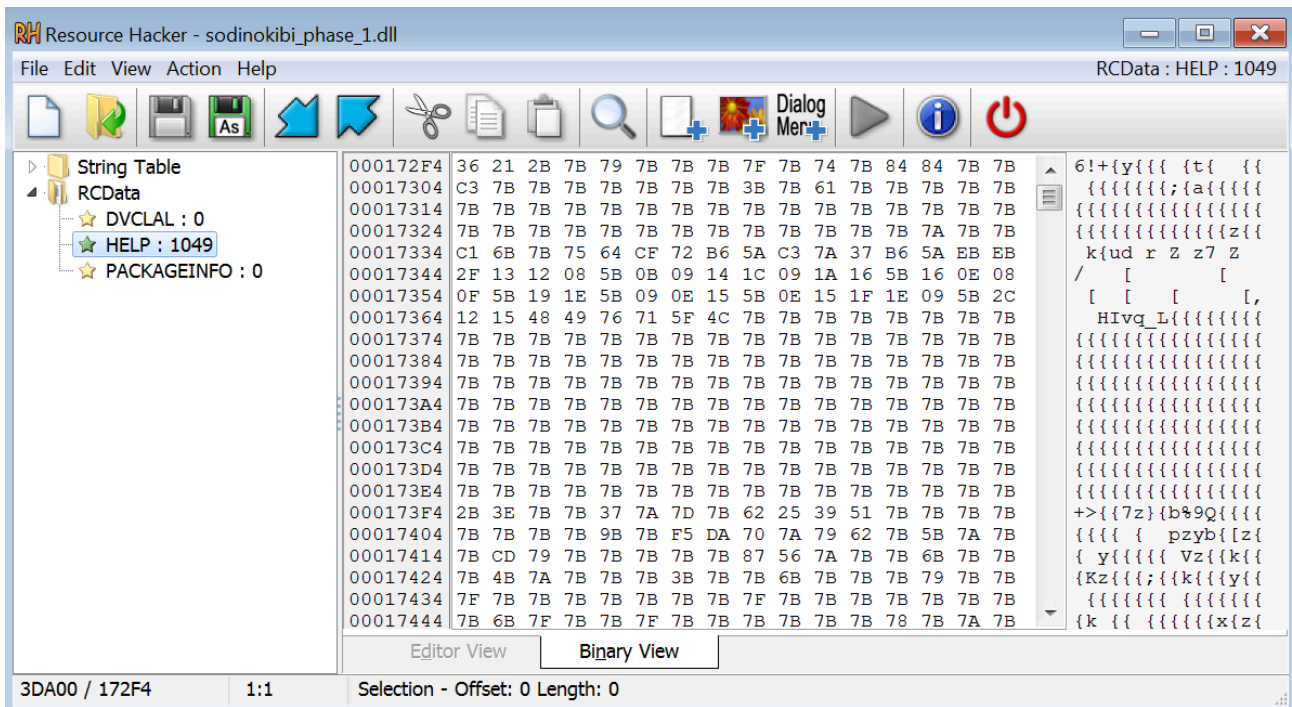 Resource Hacker - sodinokibi_phase_1.dll
File Edit View Action Help RCData : HELP : 1049
As Dialog
String Table
RCData
DVCLAL : 0
HELP : 1049
PACKAGEINFO : 0
000172F4 36 21 2B 7B 79 7B 7B 7B 7F 7B 74 7B 84 84 7B 7B 6!+{y{{{ {t{ {{
00017304 C3 7B 7B 7B 7B 7B 7B 7B 3B 7B 61 7B 7B 7B 7B 7B {{{{{{{;{a{{{{{
00017314 7B 7B 7B 7B 7B 7B 7B 7B 7B 7B 7B 7B 7B 7B 7B 7B {{{{{{{{{{{{{{{{
00017324 7B 7B 7B 7B 7B 7B 7B 7B 7B 7B 7B 7B 7B 7A 7B 7B {{{{{{{{{{{{{z{{
00017334 C1 6B 7B 75 64 CF 72 B6 5A C3 7A 37 B6 5A EB EB k{ud r Z z7 Z
00017344 2F 13 12 08 5B 0B 09 14 1C 09 1A 16 5B 16 0E 08 / [ [
00017354 0F 5B 19 1E 5B 09 0E 15 5B 0E 15 1F 1E 09 5B 2C [ [ [ [,
00017364 12 15 48 49 76 71 5F 4C 7B 7B 7B 7B 7B 7B 7B 7B HIvq_L{{{{{{{{
00017374 7B 7B 7B 7B 7B 7B 7B 7B 7B 7B 7B 7B 7B 7B 7B 7B {{{{{{{{{{{{{{{{
00017384 7B 7B 7B 7B 7B 7B 7B 7B 7B 7B 7B 7B 7B 7B 7B 7B {{{{{{{{{{{{{{{{
00017394 7B 7B 7B 7B 7B 7B 7B 7B 7B 7B 7B 7B 7B 7B 7B 7B {{{{{{{{{{{{{{{{
000173A4 7B 7B 7B 7B 7B 7B 7B 7B 7B 7B 7B 7B 7B 7B 7B 7B {{{{{{{{{{{{{{{{
000173B4 7B 7B 7B 7B 7B 7B 7B 7B 7B 7B 7B 7B 7B 7B 7B 7B {{{{{{{{{{{{{{{{
000173C4 7B 7B 7B 7B 7B 7B 7B 7B 7B 7B 7B 7B 7B 7B 7B 7B {{{{{{{{{{{{{{{{
000173D4 7B 7B 7B 7B 7B 7B 7B 7B 7B 7B 7B 7B 7B 7B 7B 7B {{{{{{{{{{{{{{{{
000173E4 7B 7B 7B 7B 7B 7B 7B 7B 7B 7B 7B 7B 7B 7B 7B 7B {{{{{{{{{{{{{{{{
000173F4 2B 3E 7B 7B 37 7A 7D 7B 62 25 39 51 7B 7B 7B 7B +>{{7z}{b%9Q{{{{
00017404 7B 7B 7B 7B 9B 7B F5 DA 70 7A 79 62 7B 5B 7A 7B {{{{ { pzyb{[z{
00017414 7B CD 79 7B 7B 7B 7B 7B 87 56 7A 7B 7B 6B 7B 7B { y{{{{{ Vz{{k{{
00017424 7B 4B 7A 7B 7B 7B 3B 7B 7B 6B 7B 7B 7B 79 7B 7B {Kz{{{;{{k{{{y{{
00017434 7F 7B 7B 7B 7B 7B 7B 7B 7F 7B 7B 7B 7B 7B 7B 7B {{{{{{{ {{{{{{{
00017444 7B 6B 7F 7B 7B 7F 7B 7B 7B 7B 7B 7B 78 7B 7A 7B {k {{ {{{{{{x{z{
Editor View Binary View
3DA00 / 172F4 1:1 Selection - Offset: 0 Length: 0